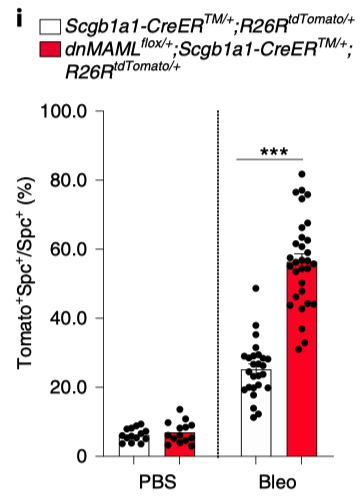 i
Scgb1a1-CreER^TM/+;R26R^tdTomato/+
dnMAML^flox/+;Scgb1a1-CreER^TM/+;
R26R^tdTomato/+
Tomato⁺Spc⁺/Spc⁺ (%)
100.0
80.0
60.0
40.0
20.0
0
***
PBS
Bleo